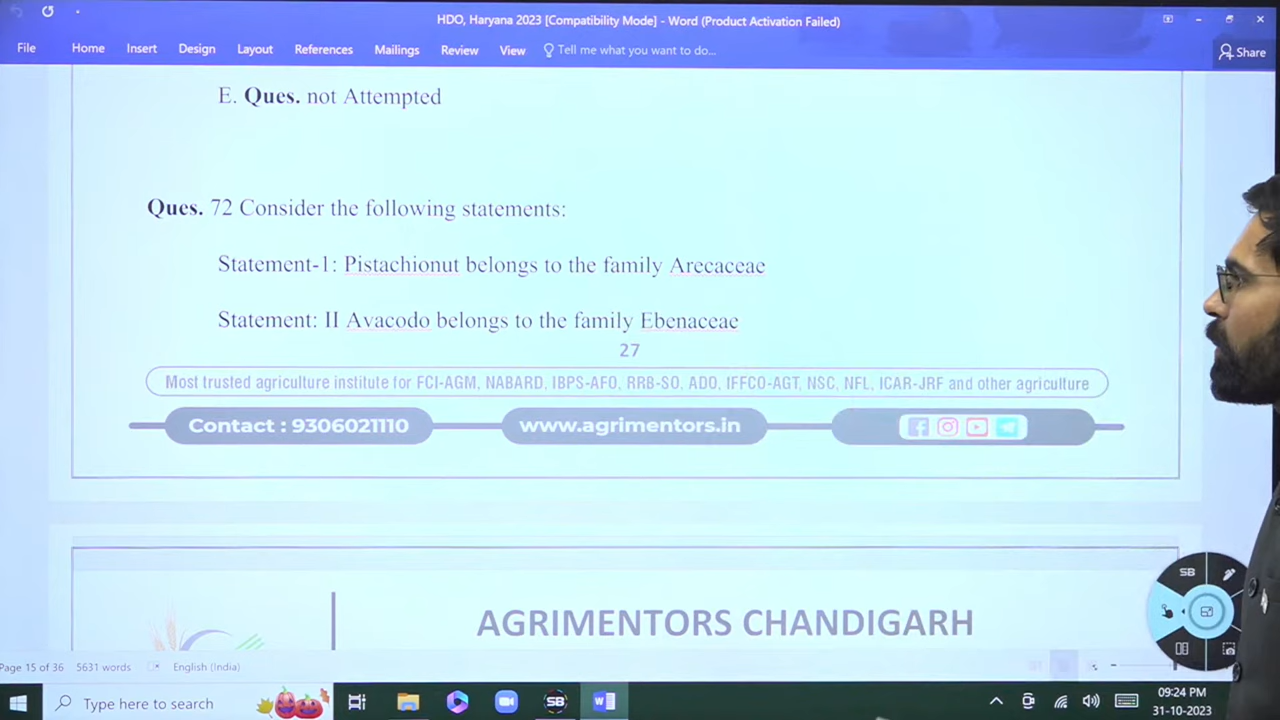 HDO, Haryana 2023 [Compatibility Mode] - Word (Product Activation Failed)
File Home Insert Design Layout References Mailings Review View Tell me what you want to do... Share
E. Ques. not Attempted
Ques. 72 Consider the following statements:
Statement-1: Pistachionut belongs to the family Arecaceae
Statement: II Avacodo belongs to the family Ebenaceae
27
Most trusted agriculture institute for FCI-AGM, NABARD, IBPS-AFO, RRB-SO, ADO, IFFCO-AGT, NSC, NFL, ICAR-JRF and other agriculture
Contact : 9306021110 www.agrimentors.in
SB
AGRIMENTORS CHANDIGARH
Page 15 of 36 5631 words English (India)
Type here to search SB 09:24 PM
31-10-2023